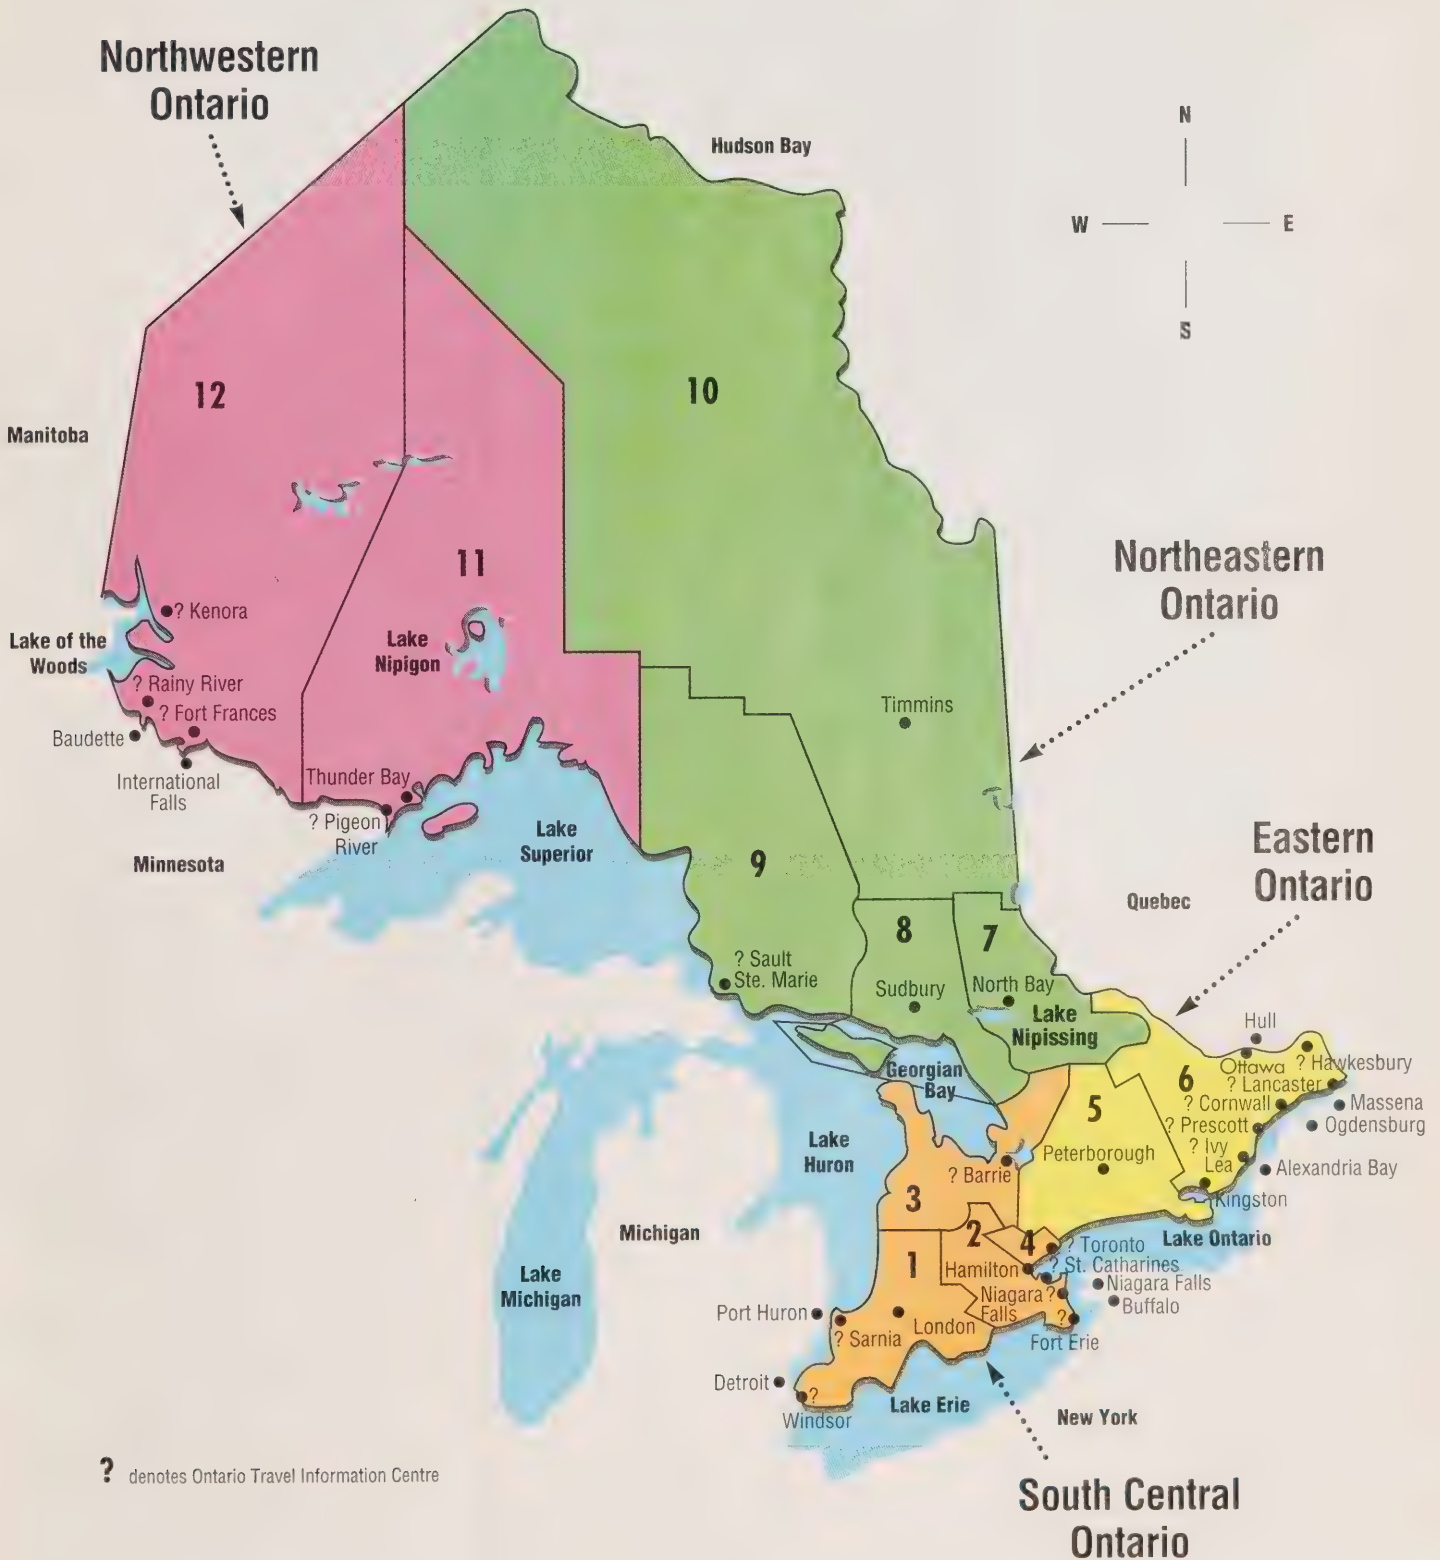 Northwestern
Ontario
Hudson Bay
N
W
E
S
12
10
Manitoba
11
Northeastern
Ontario
? Kenora
Lake of the
Woods
Lake
Nipigon
? Rainy River
? Fort Frances
Baudette
Timmins
International
Falls
Thunder Bay
? Pigeon
River
Lake
Superior
Minnesota
9
Eastern
Ontario
Quebec
8
7
? Sault
Ste. Marie
Sudbury
North Bay
Lake
Nipissing
Hull
Ottawa
? Hawkesbury
6
? Lancaster
Georgian
Bay
? Cornwall
Massena
5
? Prescott
Ogdensburg
Lake
Huron
Peterborough
? Ivy
Lea
Alexandria Bay
? Barrie
Kingston
3
Michigan
2
4
? Toronto
Lake Ontario
1
Hamilton
? St. Catharines
Lake
Michigan
Niagara ?
Falls
Niagara Falls
Buffalo
Port Huron
? Sarnia
London
?
Fort Erie
Detroit
?
Windsor
Lake Erie
New York
? denotes Ontario Travel Information Centre
South Central
Ontario